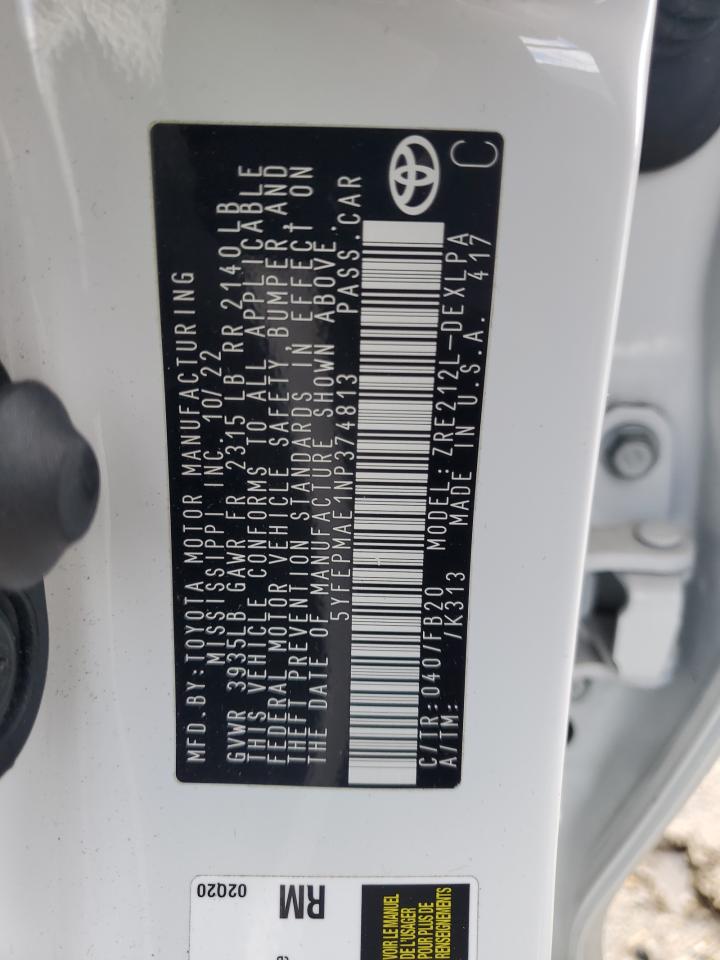 MFD.BY:TOYOTA MOTOR MANUFACTURING
MISSISSIPPI INC. 10/22
GVWR 3935LB GAWR FR 2315 LB RR 2140 LB
THIS VEHICLE CONFORMS TO ALL APPLICABLE
FEDERAL MOTOR VEHICLE SAFETY, BUMPER, AND
THEFT PREVENTION STANDARDS IN EFFECT ON
THE DATE OF MANUFACTURE SHOWN ABOVE.
5YFEPMAE1NP374813 PASS.CAR
C/TR: 040/FB20 MODEL: ZRE212L-DEXLPA
A/TM: /K313 MADE IN U.S.A. 417
C
02Q20
RM
VOIR LE MANUEL
DE L'USAGER
POUR PLUS DE
RENSEIGNEMENTS